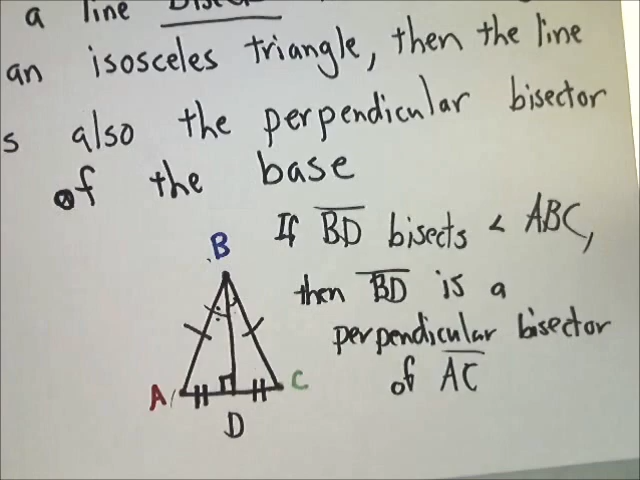 a line
an isosceles triangle, then the line
s also the perpendicular bisector
of the base
If BD bisects < ABC,
then BD is a
perpendicular bisector
of AC
B
A
C
D